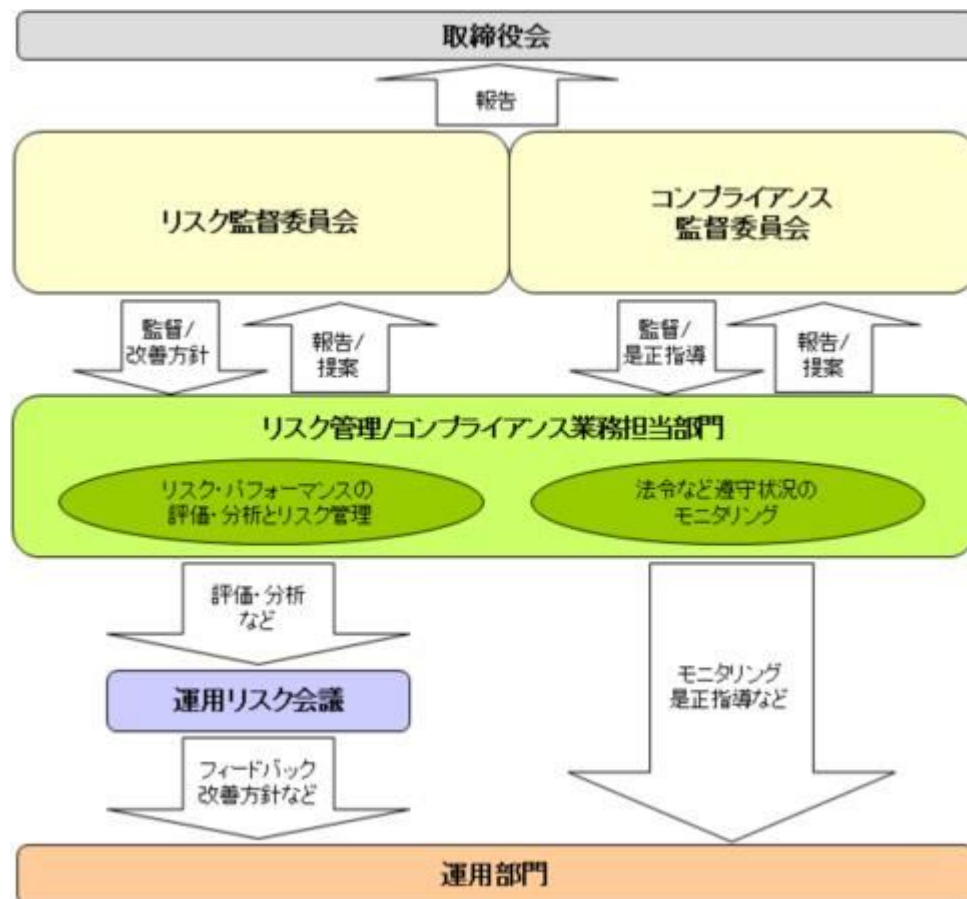 取締役会
報告
リスク監督委員会
コンプライアンス
監督委員会
監督/
改善方針
報告/
提案
監督/
是正指導
報告/
提案
リスク管理/コンプライアンス業務担当部門
リスク・パフォーマンスの
評価・分析とリスク管理
法令など遵守状況の
モニタリング
評価・分析
など
運用リスク会議
フィードバック
改善方針など
モニタリング
是正指導など
運用部門